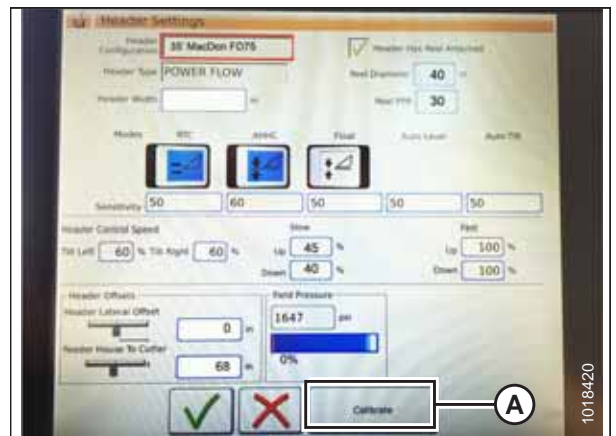 Header Settings
Header Configuration 38' MacDon FD75
Header Has Reel Attached
Header Type POWER FLOW
Reel Diameter 40 in
Header Width in
Reel PPR 30
Modes RTC AHHC Float Auto Level Auto Tilt
Sensitivity 50 60 50 50 50
Header Control Speed Slow Fast
Tilt Left 60 % Tilt Right 60 % Up 45 % Up 100 %
Down 40 % Down 100 %
Header Offsets Field Pressure
Header Lateral Offset 1647 psi
0 in
Feeder House To Cutter 0%
68 in
Calibrate
A
1018420